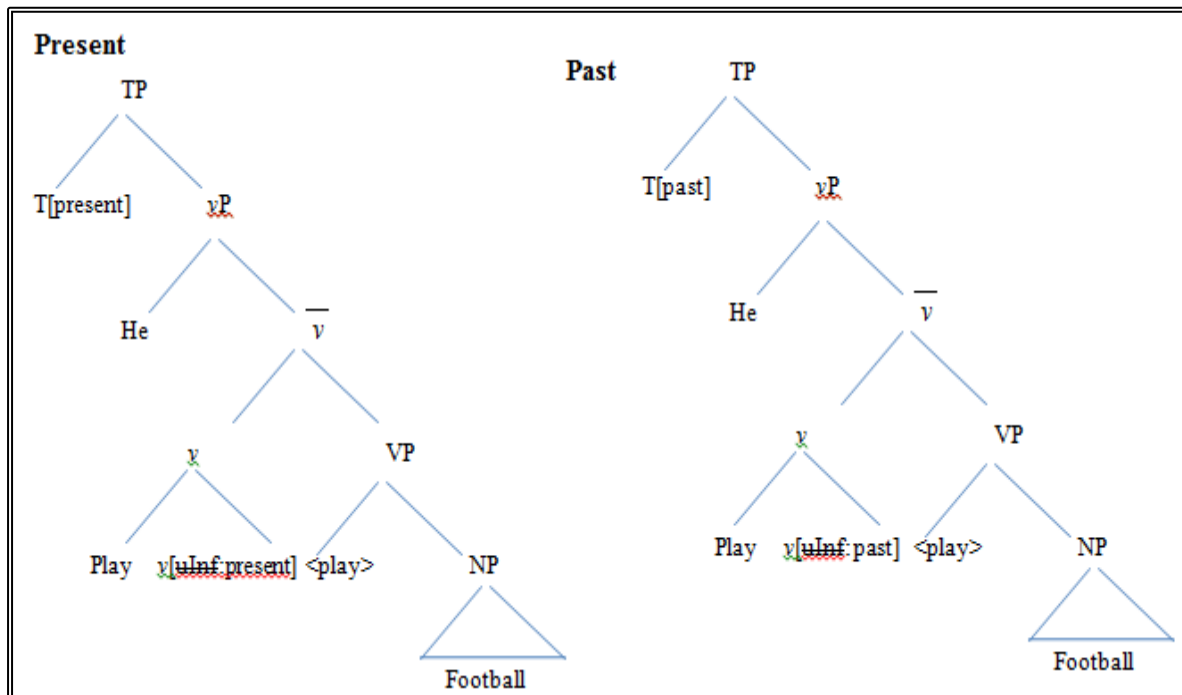 Present
TP
T[present]
vP
He
v
v
VP
Play
v[uInf:present]
<play>
NP
Football
Past
TP
T[past]
vP
He
v
v
VP
Play
v[uInf:past]
<play>
NP
Football